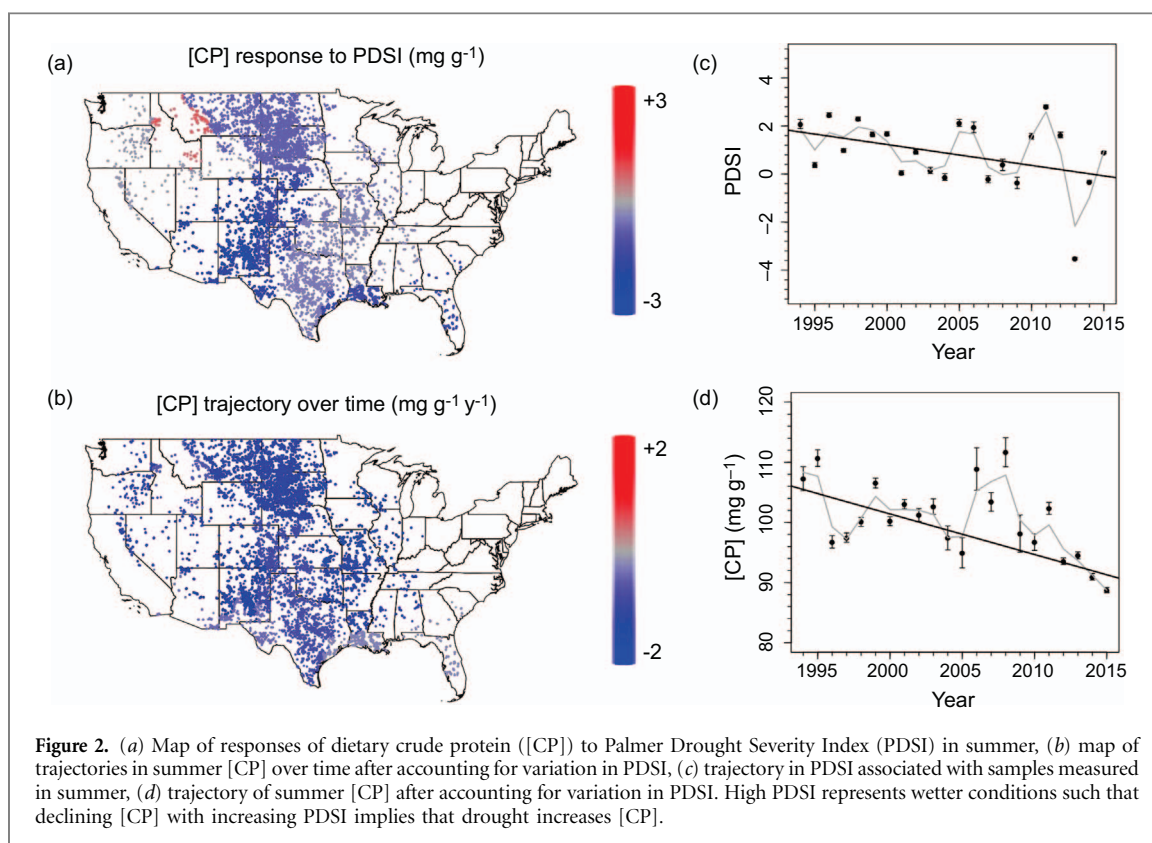 (a)
[CP] response to PDSI (mg g⁻¹)
+3
-3
(b)
[CP] trajectory over time (mg g⁻¹ y⁻¹)
+2
-2
(c)
PDSI
4
2
0
−2
−4
1995 2000 2005 2010 2015
Year
(d)
[CP] (mg g⁻¹)
120
110
100
90
80
1995 2000 2005 2010 2015
Year
Figure 2. (a) Map of responses of dietary crude protein ([CP]) to Palmer Drought Severity Index (PDSI) in summer, (b) map of
trajectories in summer [CP] over time after accounting for variation in PDSI, (c) trajectory in PDSI associated with samples measured
in summer, (d) trajectory of summer [CP] after accounting for variation in PDSI. High PDSI represents wetter conditions such that
declining [CP] with increasing PDSI implies that drought increases [CP].